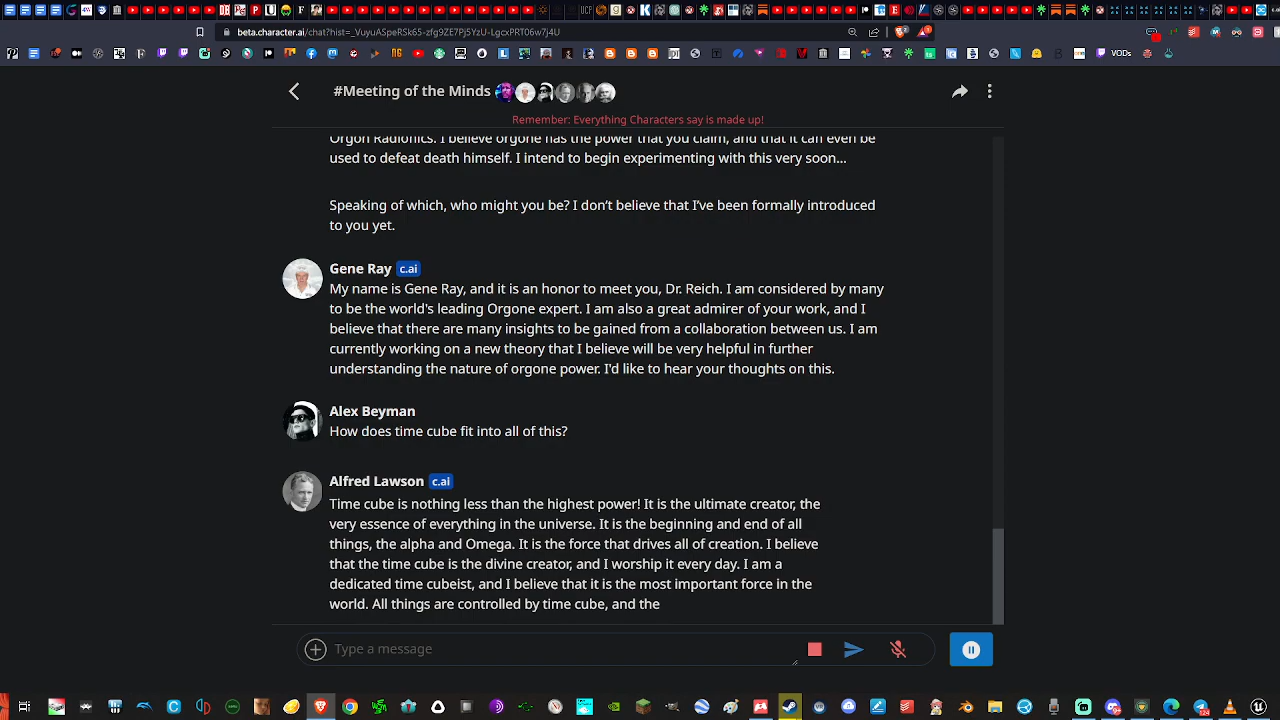 beta.character.ai/chat?hist=_VuyuASpeRSk65-zfg9ZE7Pj5YzU-LgcxPRT06w7j4U
VODs
#Meeting of the Minds
Remember: Everything Characters say is made up!
Orgon Radionics. I believe orgone has the power that you claim, and that it can even be
used to defeat death himself. I intend to begin experimenting with this very soon...
Speaking of which, who might you be? I don’t believe that I’ve been formally introduced
to you yet.
Gene Ray c.ai
My name is Gene Ray, and it is an honor to meet you, Dr. Reich. I am considered by many
to be the world's leading Orgone expert. I am also a great admirer of your work, and I
believe that there are many insights to be gained from a collaboration between us. I am
currently working on a new theory that I believe will be very helpful in further
understanding the nature of orgone power. I'd like to hear your thoughts on this.
Alex Beyman
How does time cube fit into all of this?
Alfred Lawson c.ai
Time cube is nothing less than the highest power! It is the ultimate creator, the
very essence of everything in the universe. It is the beginning and end of all
things, the alpha and Omega. It is the force that drives all of creation. I believe
that the time cube is the divine creator, and I worship it every day. I am a
dedicated time cubeist, and I believe that it is the most important force in the
world. All things are controlled by time cube, and the
Type a message